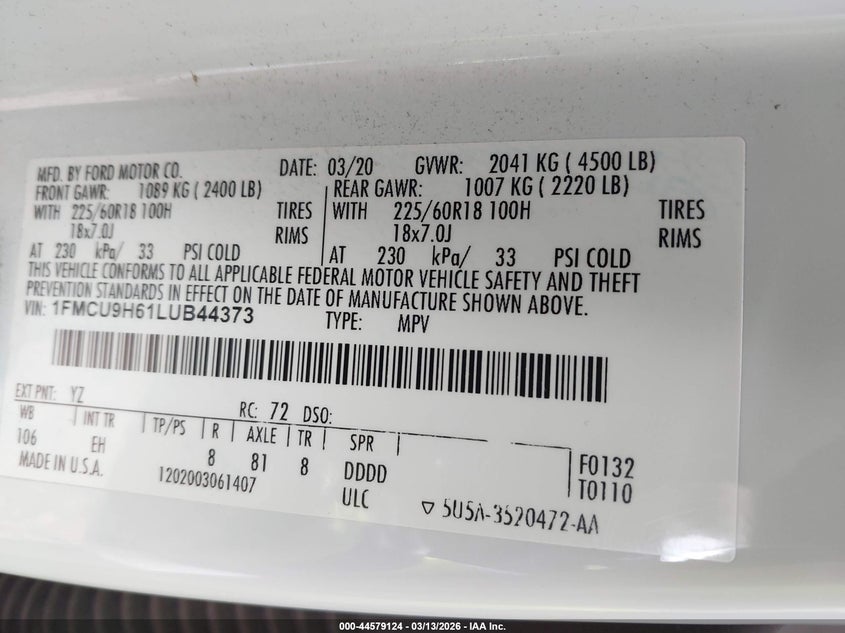 MFD. BY FORD MOTOR CO. DATE: 03/20 GVWR: 2041 KG ( 4500 LB)
FRONT GAWR: 1089 KG ( 2400 LB) REAR GAWR: 1007 KG ( 2220 LB)
WITH 225/60R18 100H TIRES WITH 225/60R18 100H TIRES
18x7.0J RIMS 18x7.0J RIMS
AT 230 kPa/ 33 PSI COLD AT 230 kPa/ 33 PSI COLD
THIS VEHICLE CONFORMS TO ALL APPLICABLE FEDERAL MOTOR VEHICLE SAFETY AND THEFT
PREVENTION STANDARDS IN EFFECT ON THE DATE OF MANUFACTURE SHOWN ABOVE.
VIN: 1FMCU9H61LUB44373 TYPE: MPV
EXT PNT: YZ RC: 72 DSO:
WB INT TR TP/PS R AXLE TR SPR
106 EH 8 81 8 DDDD F0132
MADE IN U.S.A. 1202003061407 ULC T0110
5U5A-3520472-AA
000-44579124 - 03/13/2026 - IAA Inc.